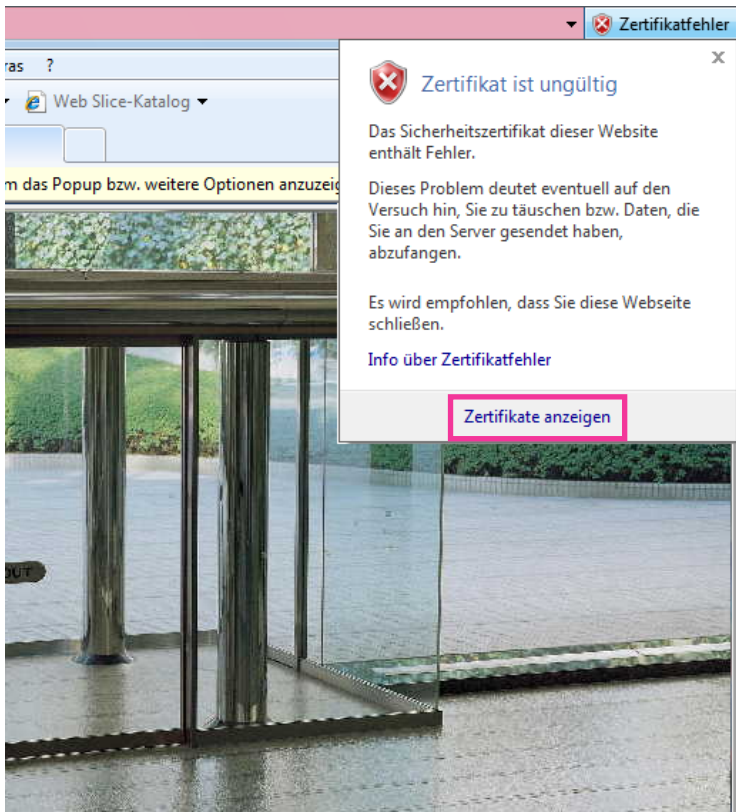 Zertifikatfehler
ras ?
Web Slice-Katalog
m das Popup bzw. weitere Optionen anzuzeig
Zertifikat ist ungültig
Das Sicherheitszertifikat dieser Website
enthält Fehler.
Dieses Problem deutet eventuell auf den
Versuch hin, Sie zu täuschen bzw. Daten, die
Sie an den Server gesendet haben,
abzufangen.
Es wird empfohlen, dass Sie diese Webseite
schließen.
Info über Zertifikatfehler
Zertifikate anzeigen
OUT